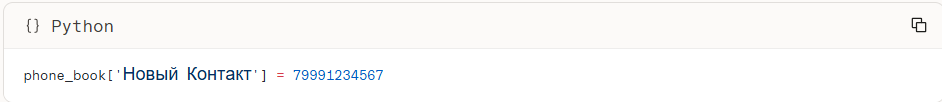 {} Python
phone_book['Новый Контакт'] = 79991234567